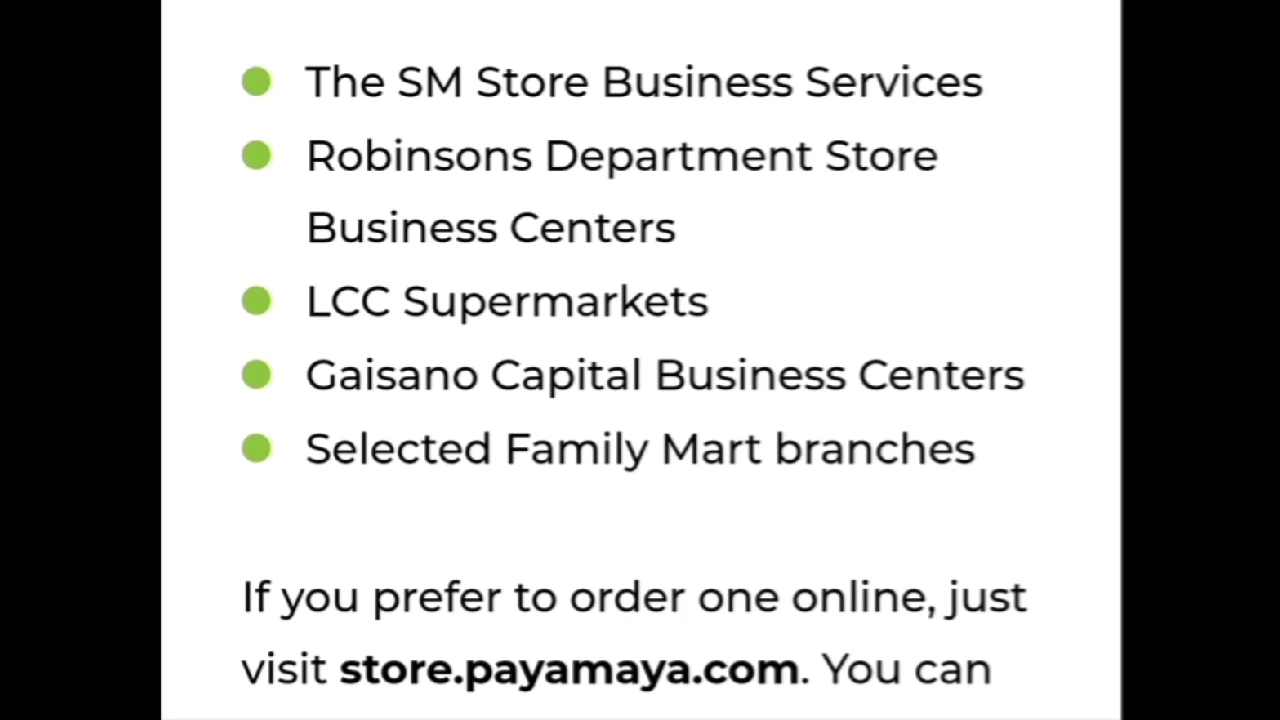 The SM Store Business Services
Robinsons Department Store
Business Centers
LCC Supermarkets
Gaisano Capital Business Centers
Selected Family Mart branches
If you prefer to order one online, just
visit store.payamaya.com. You can